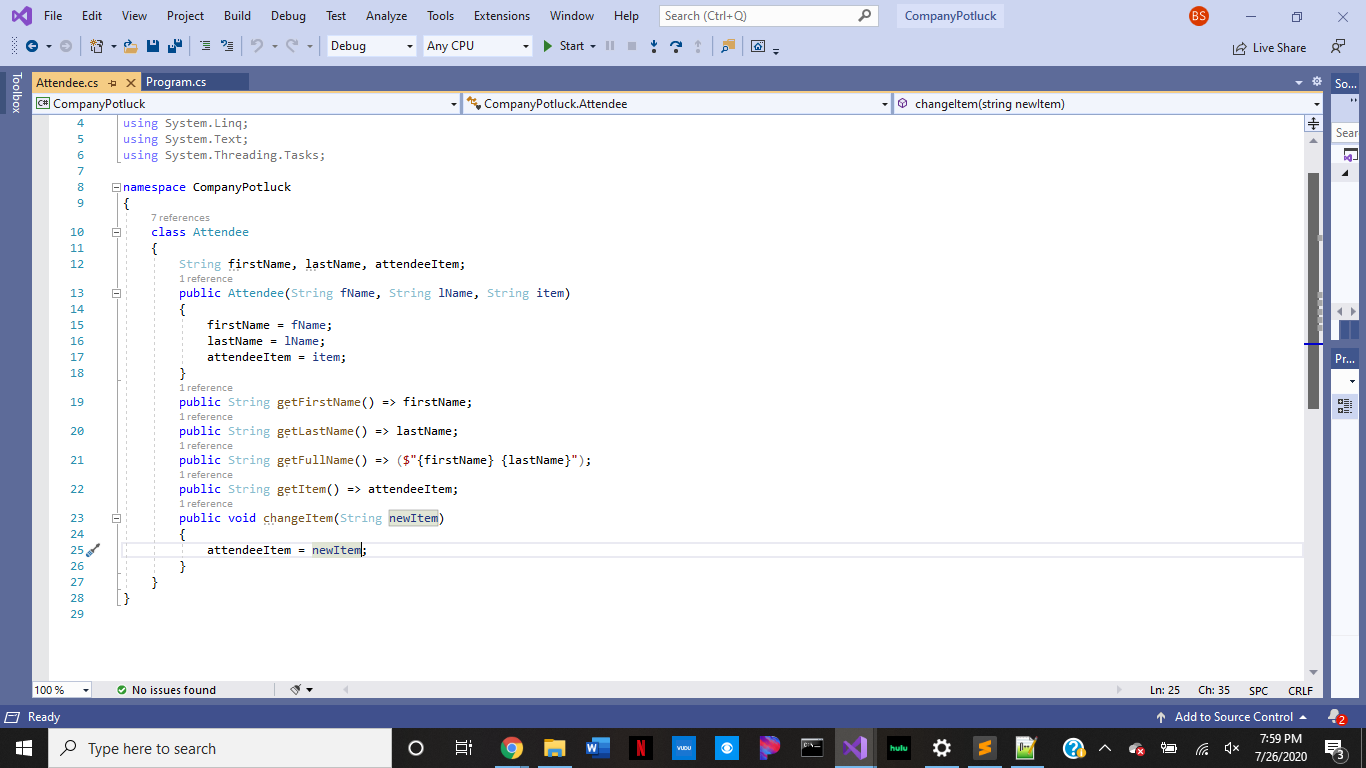 File Edit View Project Build Debug Test Analyze Tools Extensions Window Help Search (Ctrl+Q) CompanyPotluck BS
Debug Any CPU Start Live Share
Toolbox
Attendee.cs Program.cs So...
C# CompanyPotluck CompanyPotluck.Attendee changeItem(string newItem)
4 using System.Linq;
5 using System.Text;
Sear
6 using System.Threading.Tasks;
7
8 namespace CompanyPotluck
9 {
7 references
10 class Attendee
11 {
12 String firstName, lastName, attendeeItem;
1 reference
13 public Attendee(String fName, String lName, String item)
14 {
15 firstName = fName;
16 lastName = lName;
17 attendeeItem = item;
Pr...
18 }
1 reference
19 public String getFirstName() => firstName;
1 reference
20 public String getLastName() => lastName;
1 reference
21 public String getFullName() => ($"{firstName} {lastName}");
1 reference
22 public String getItem() => attendeeItem;
1 reference
23 public void changeItem(String newItem)
24 {
25 attendeeItem = newItem;
26 }
27 }
28 }
29
100 % No issues found Ln: 25 Ch: 35 SPC CRLF
Ready Add to Source Control 2
Type here to search W N VUDU hulu S ? 7:59 PM
7/26/2020 3